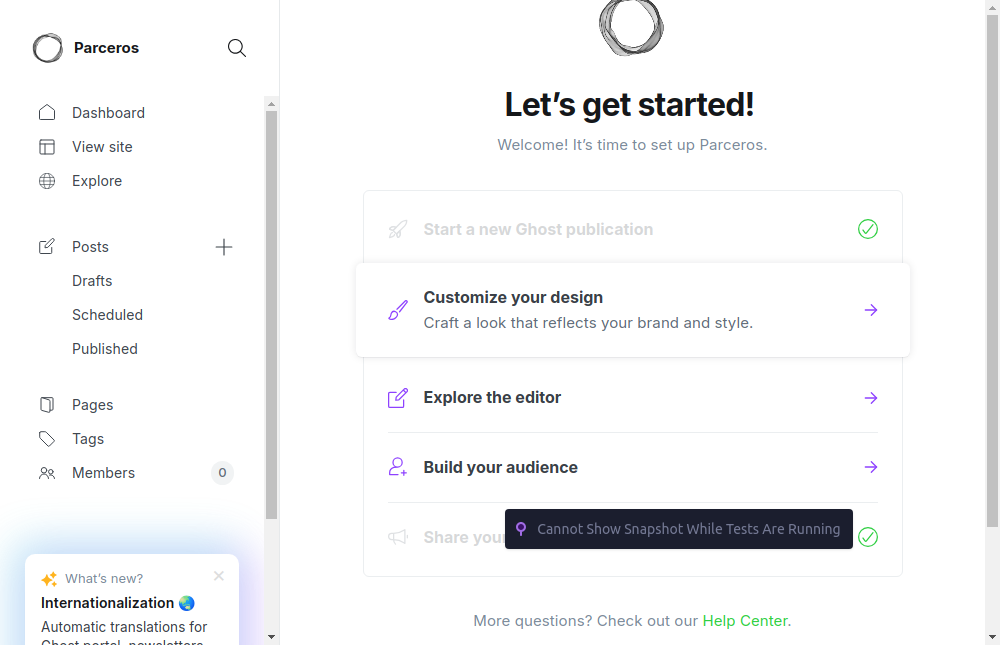 Parceros
Dashboard
View site
Explore
Posts
Drafts
Scheduled
Published
Pages
Tags
Members
0
What's new?
Internationalization 🌏
Automatic translations for
Ghost portal, newsletters
Let's get started!
Welcome! It's time to set up Parceros.
Start a new Ghost publication
Customize your design
Craft a look that reflects your brand and style.
Explore the editor
Build your audience
Share your
Cannot Show Snapshot While Tests Are Running
More questions? Check out our Help Center.